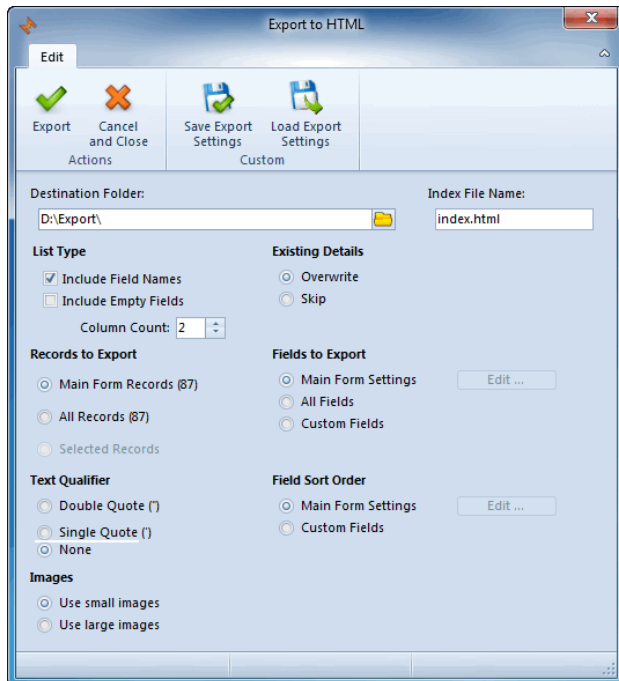 Export to HTML
Edit
Export
Cancel and Close
Save Export Settings
Load Export Settings
Actions
Custom
Destination Folder:
Index File Name:
D:\Export\
index.html
List Type
Existing Details
Include Field Names
Overwrite
Include Empty Fields
Skip
Column Count: 2
Records to Export
Fields to Export
Main Form Records (87)
Main Form Settings
Edit ...
All Records (87)
All Fields
Custom Fields
Selected Records
Text Qualifier
Field Sort Order
Double Quote (")
Main Form Settings
Edit ...
Single Quote (')
Custom Fields
None
Images
Use small images
Use large images